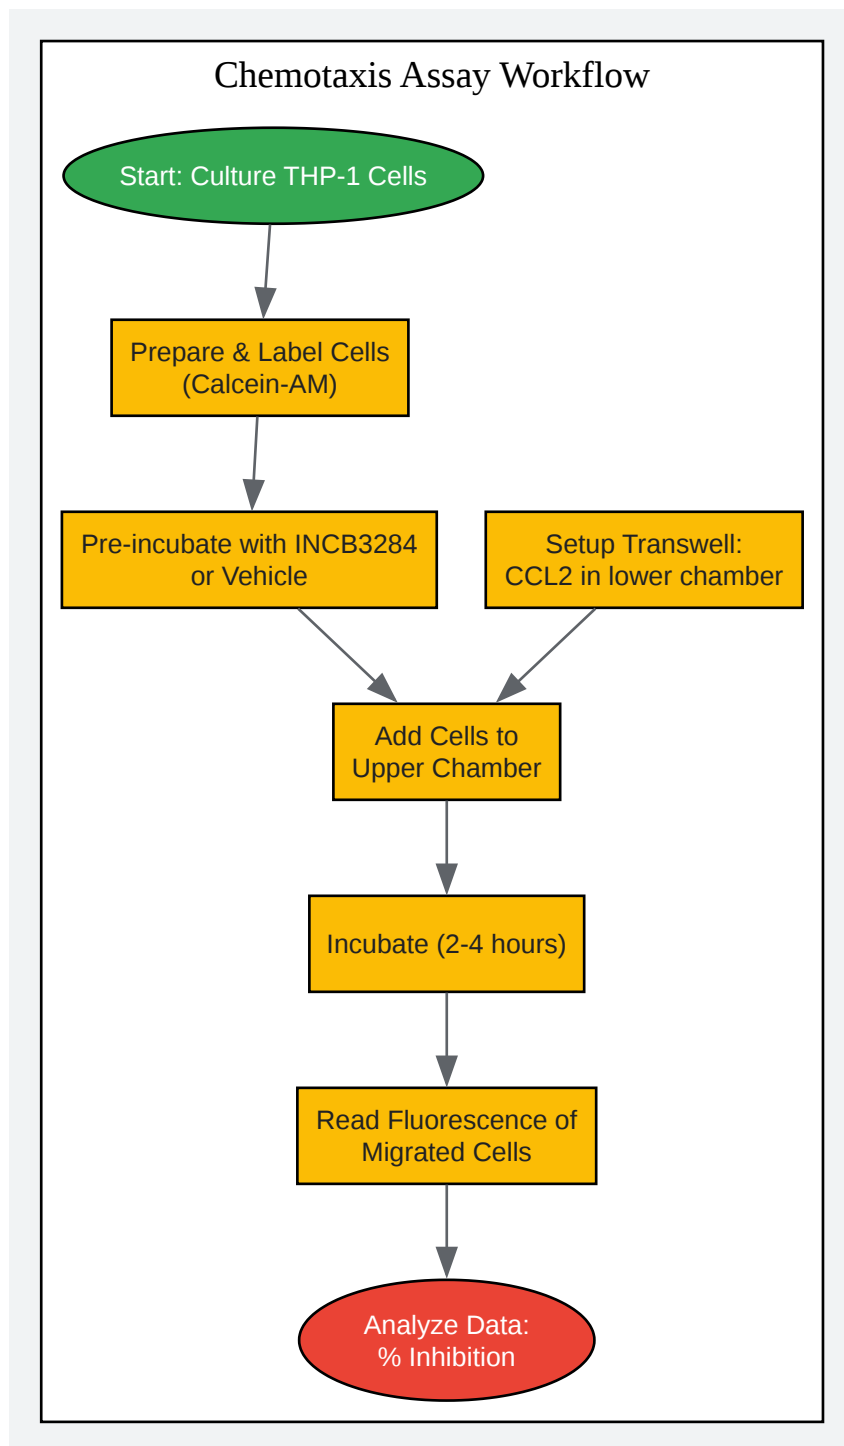 Chemotaxis Assay Workflow
Start: Culture THP-1 Cells
Prepare & Label Cells
(Calcein-AM)
Pre-incubate with INCB3284
or Vehicle
Setup Transwell:
CCL2 in lower chamber
Add Cells to
Upper Chamber
Incubate (2-4 hours)
Read Fluorescence of
Migrated Cells
Analyze Data:
% Inhibition